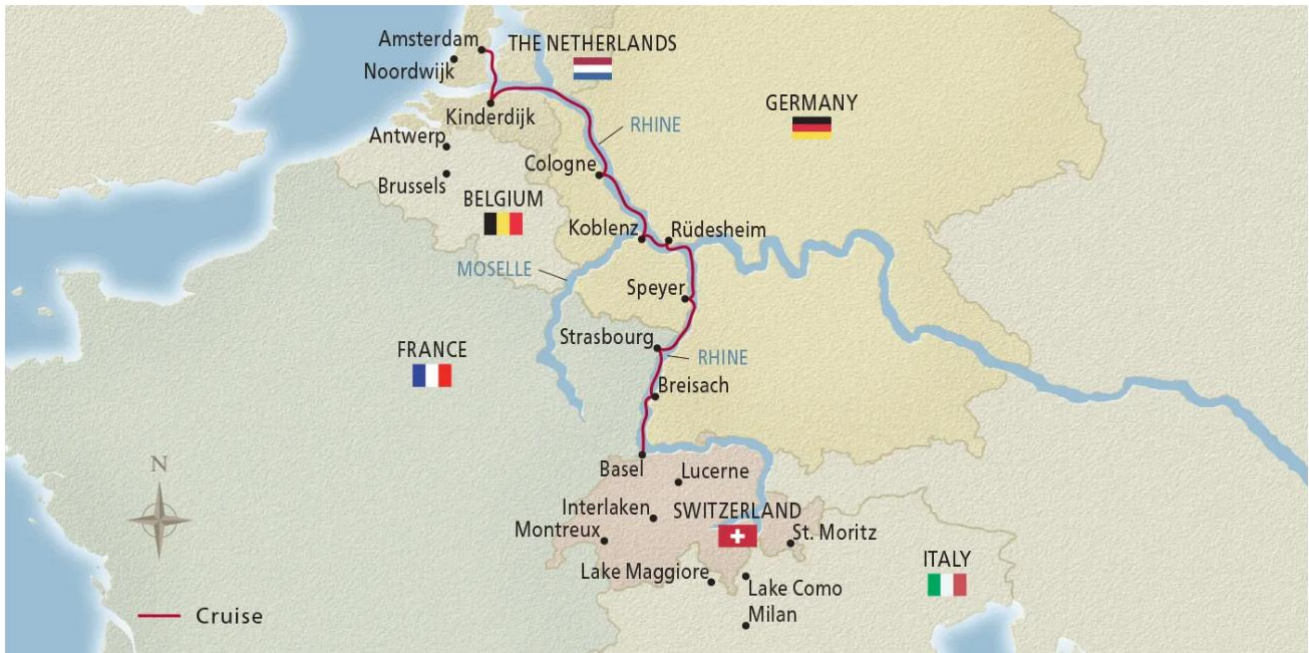 Amsterdam
THE NETHERLANDS
Noordwijk
Kinderdijk
GERMANY
RHINE
Antwerp
Cologne
Brussels
BELGIUM
Koblenz
Rüdesheim
MOSELLE
Speyer
Strasbourg
FRANCE
RHINE
Breisach
N
Basel
Lucerne
Interlaken
SWITZERLAND
Montreux
St. Moritz
ITALY
Lake Maggiore
Lake Como
Milan
Cruise